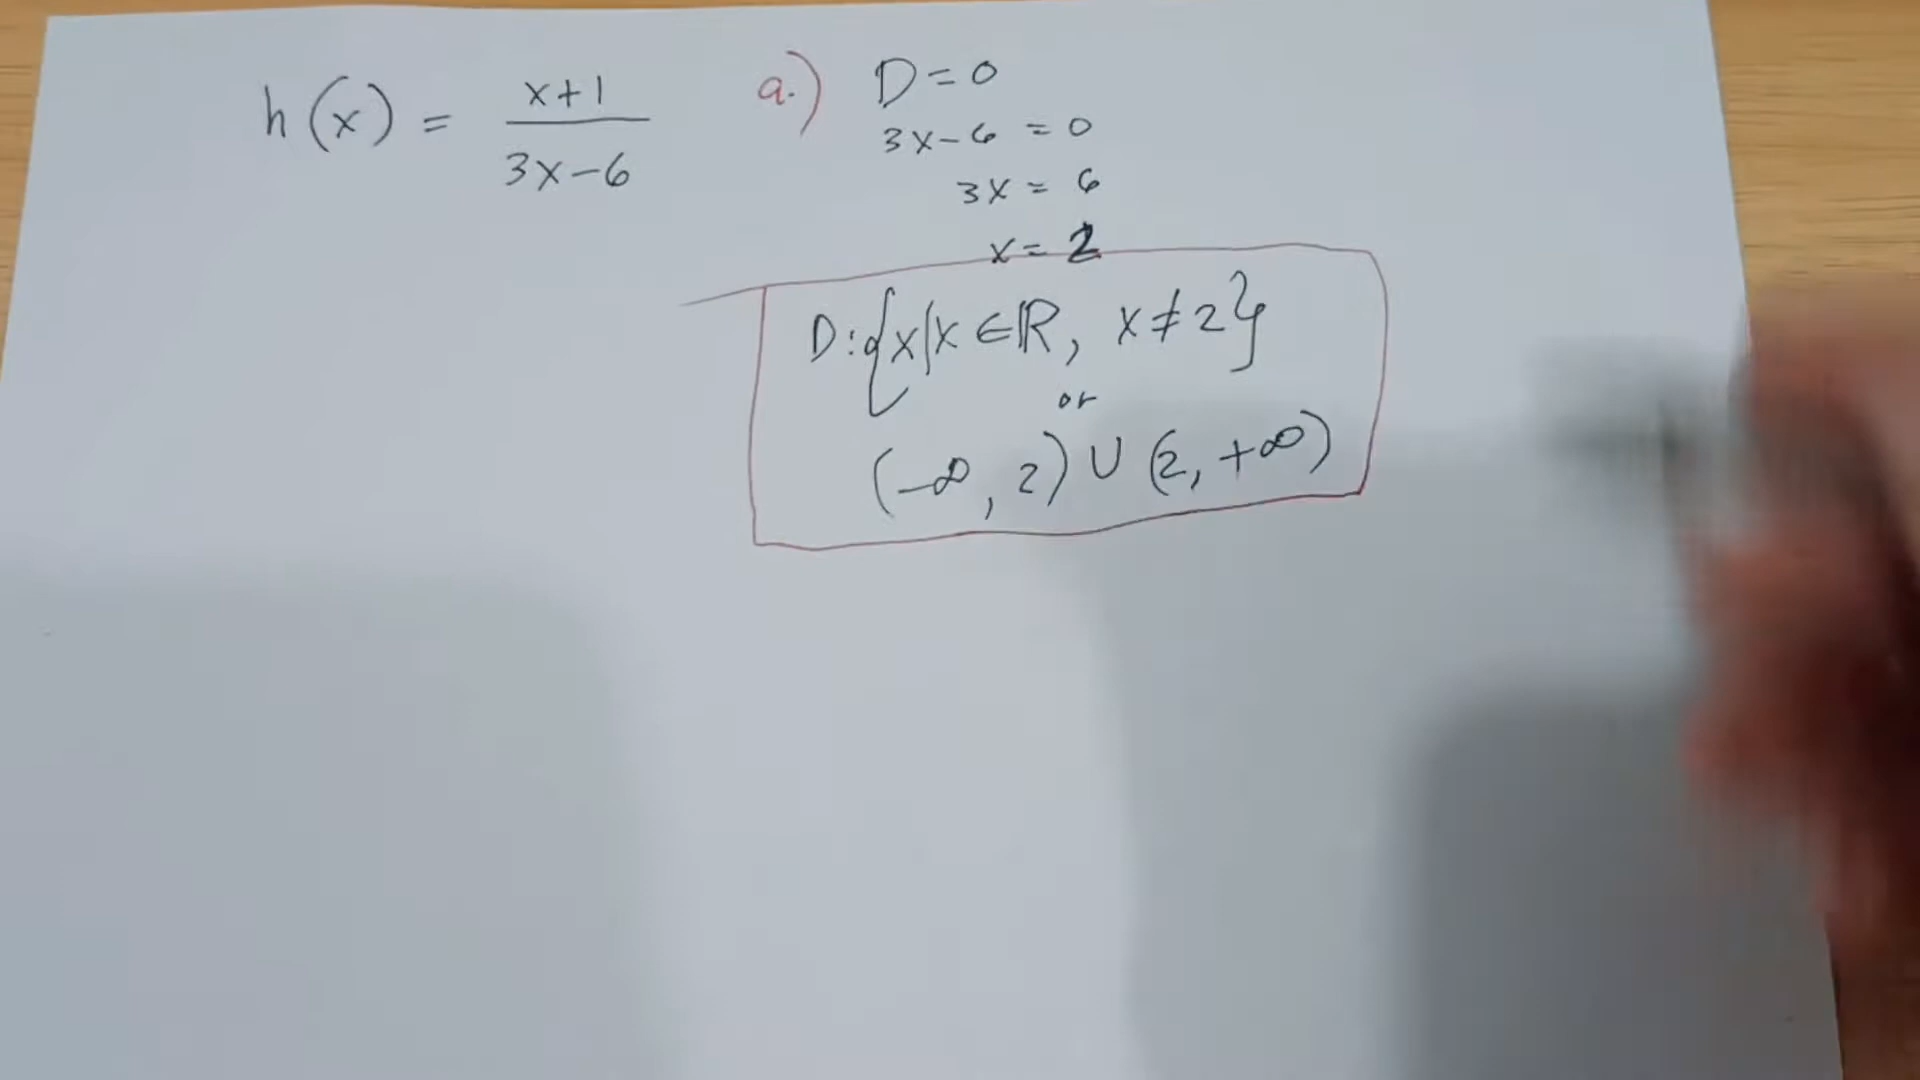 h(x) = x+1 / 3x-6
a.) D=0
3x-6 = 0
3x = 6
x = 2
D:{x|x ∈ ℝ, x≠2}
or
(-∞, 2) ∪ (2, +∞)